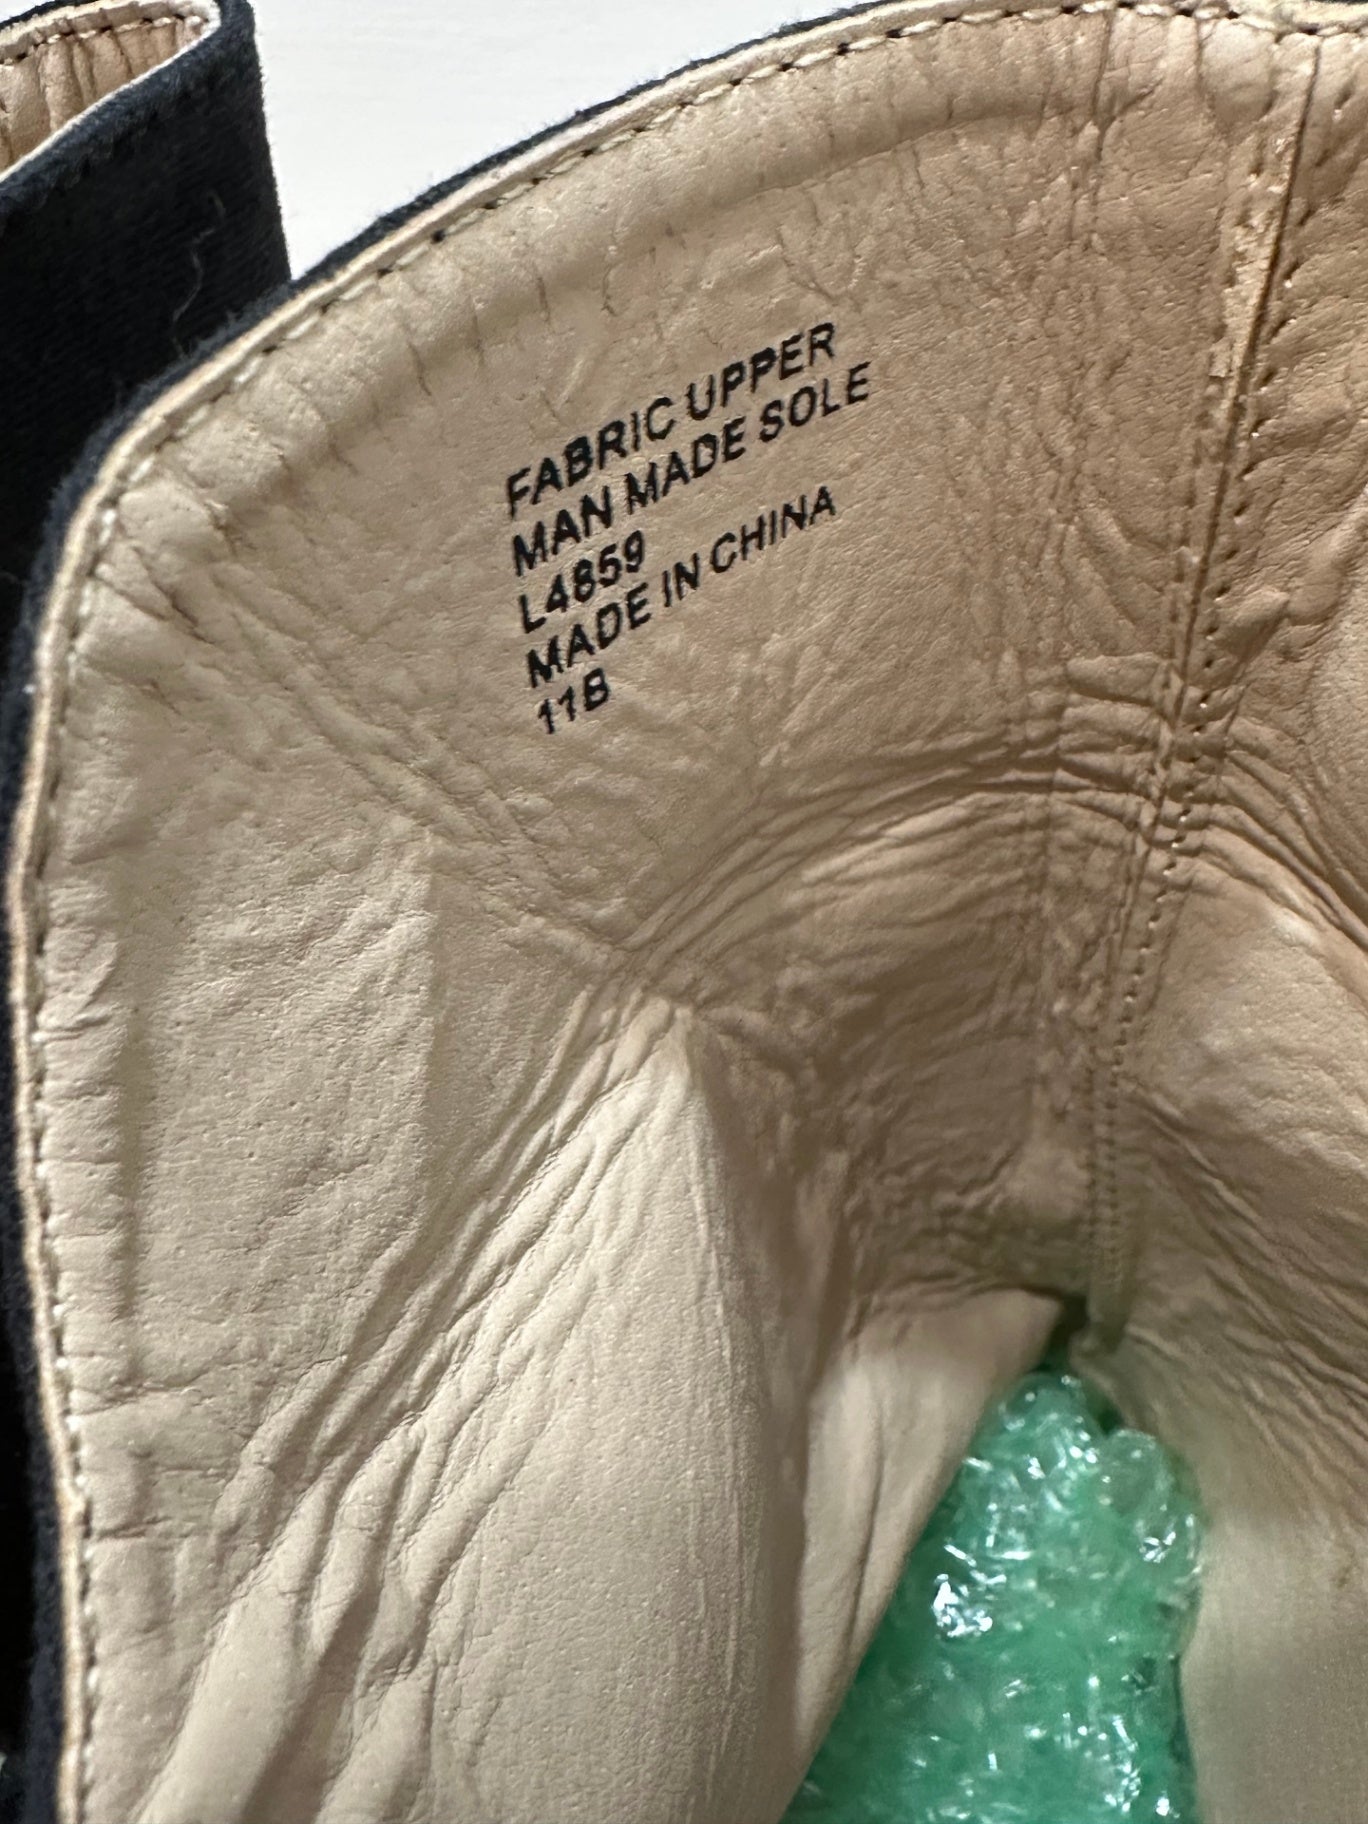 FABRIC UPPER
MAN MADE SOLE
L4859
MADE IN CHINA
11B